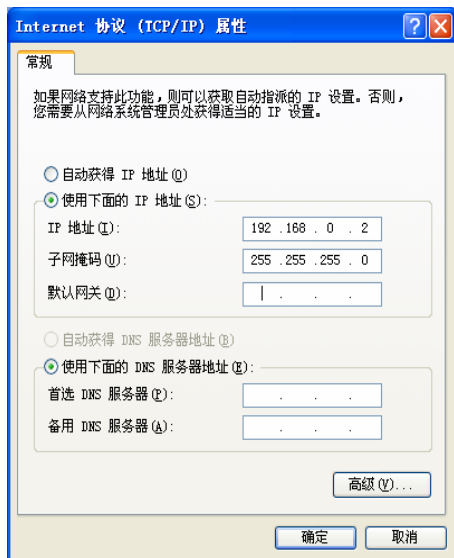 Internet 协议 (TCP/IP) 属性
常规
如果网络支持此功能,则可以获取自动指派的 IP 设置。否则,
您需要从网络系统管理员处获得适当的 IP 设置。
自动获得 IP 地址(O)
使用下面的 IP 地址(S):
IP 地址(I): 192 .168 . 0 . 2
子网掩码(U): 255 .255 .255 . 0
默认网关(D): . . .
自动获得 DNS 服务器地址(B)
使用下面的 DNS 服务器地址(E):
首选 DNS 服务器(P): . . .
备用 DNS 服务器(A): . . .
高级(V)...
确定 取消